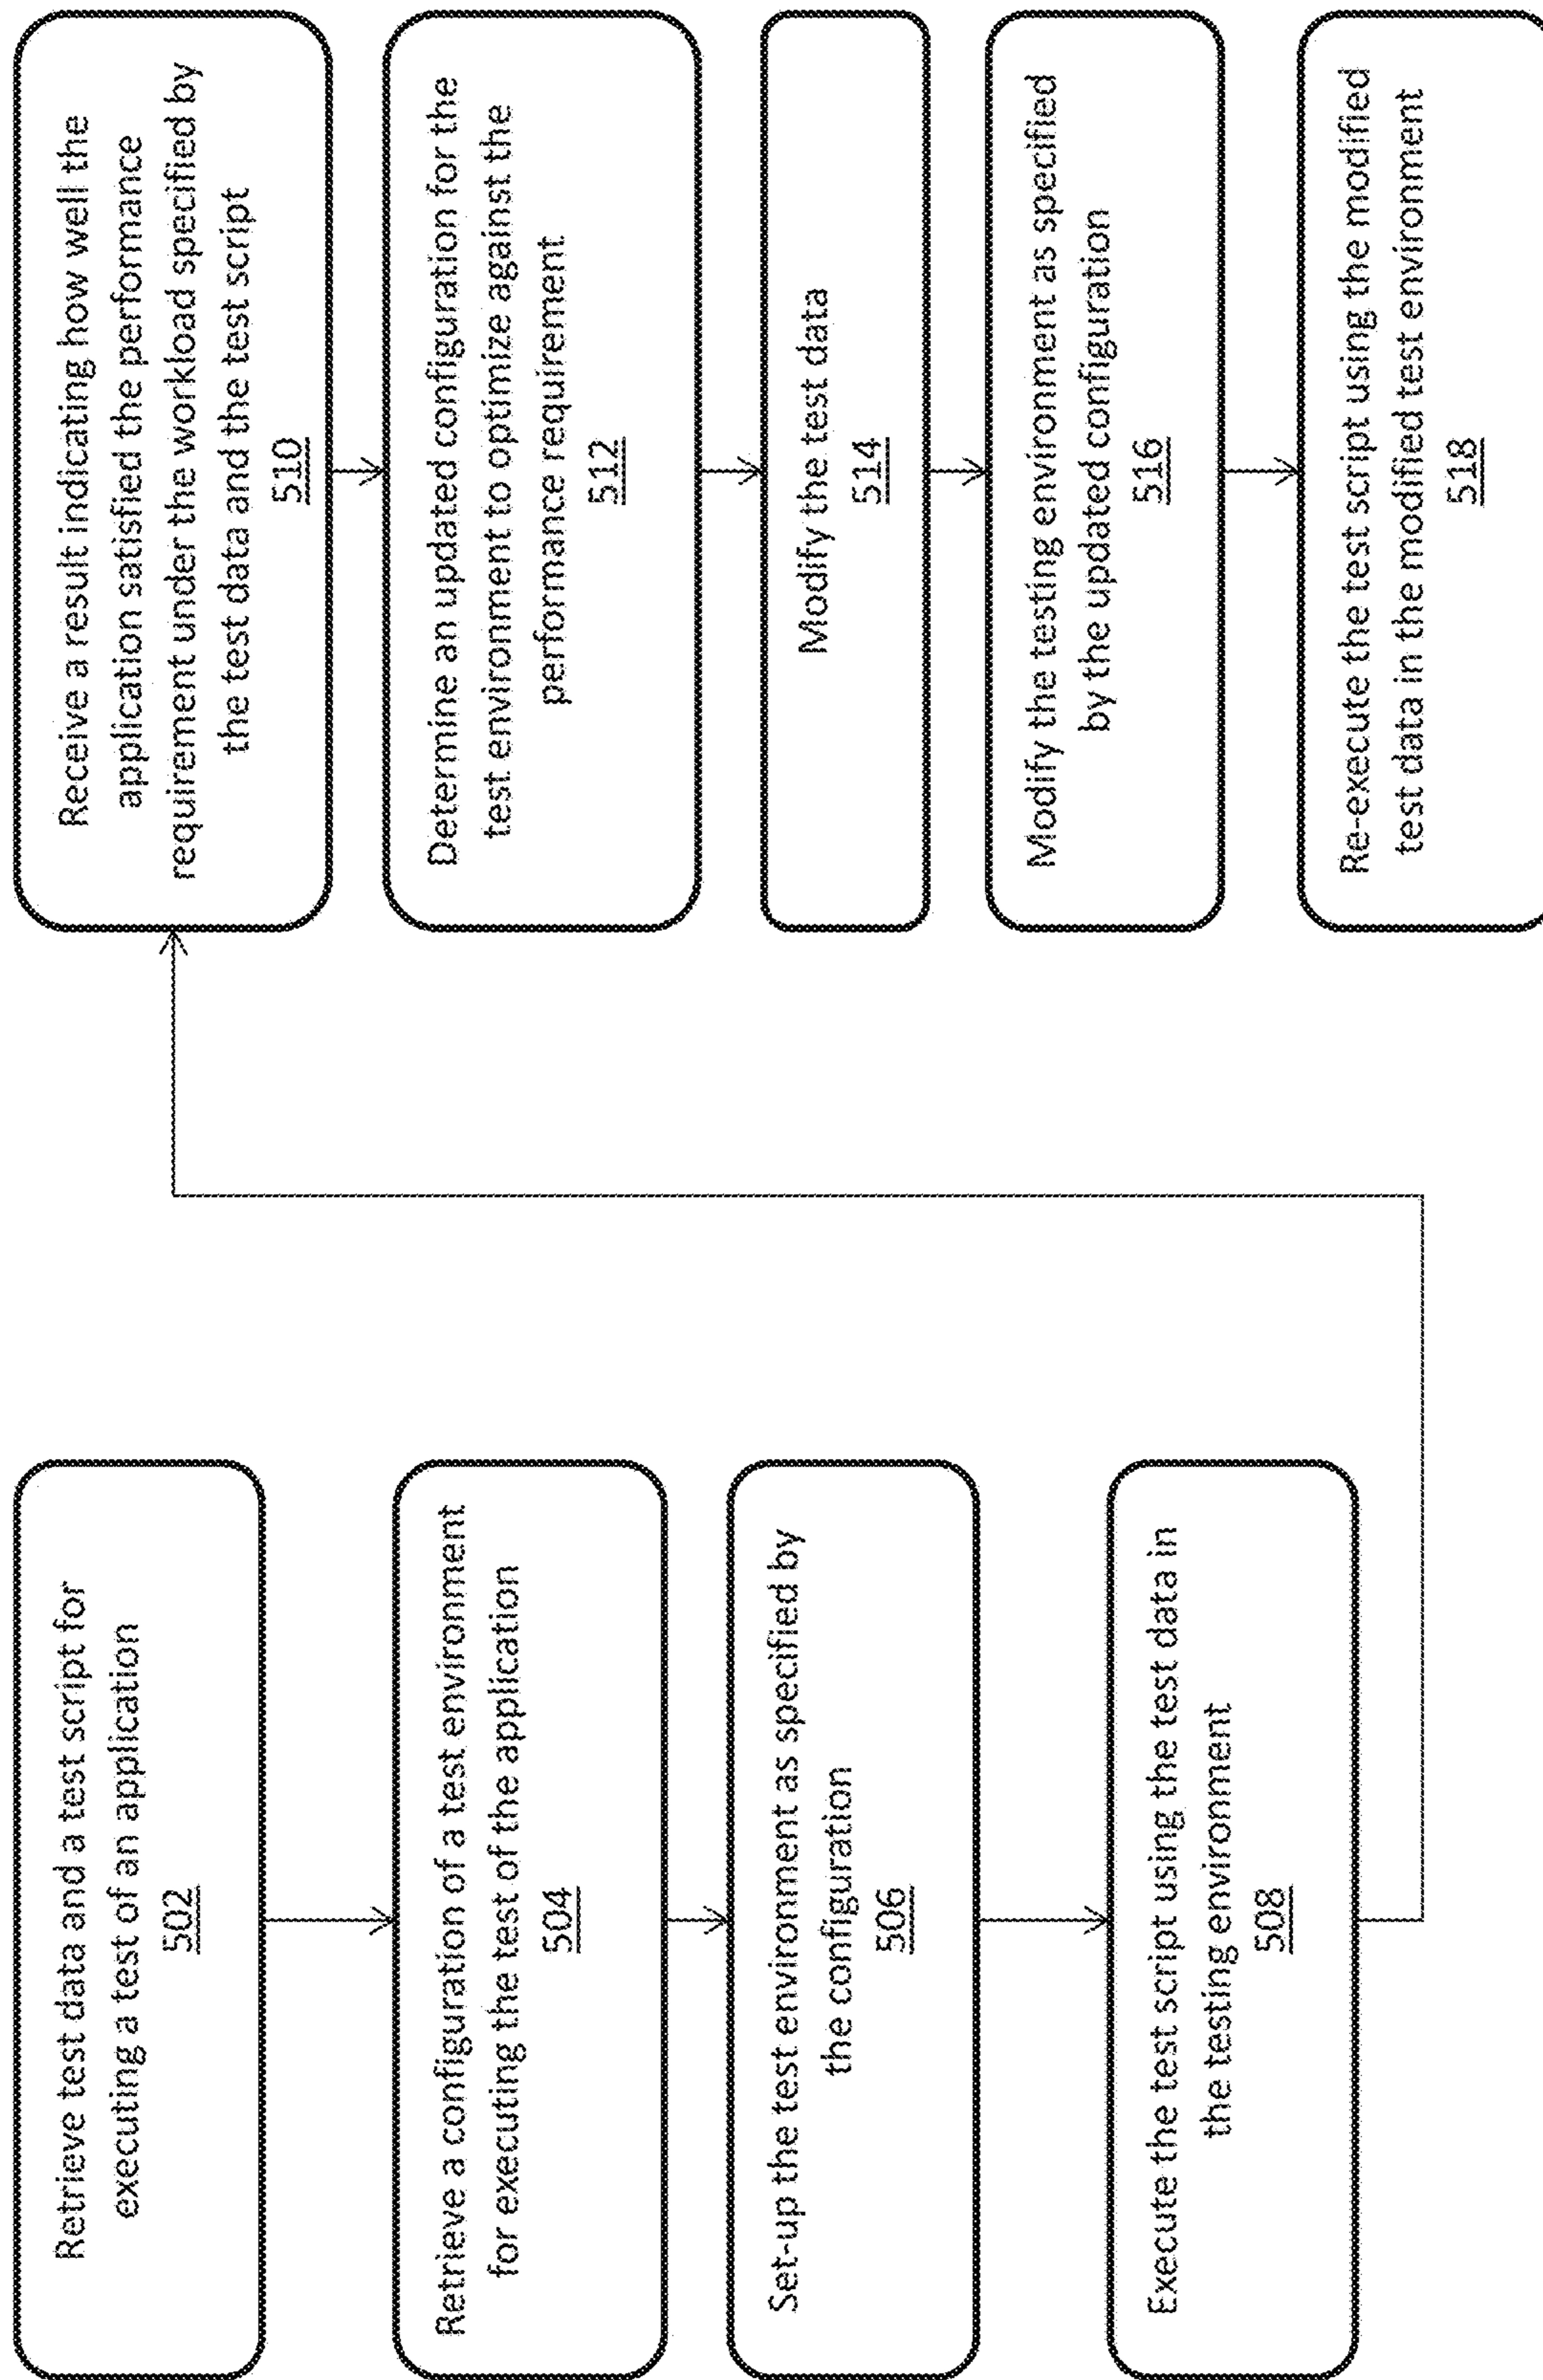 Retrieve test data and a test script for
executing a test of an application
502
Retrieve a configuration of a test environment
for executing the test of the application
504
Set-up the test environment as specified by
the configuration
506
Execute the test script using the test data in
the testing environment
508
Receive a result indicating how well the
application satisfied the performance
requirement under the workload specified by
the test data and the test script
510
Determine an updated configuration for the
test environment to optimize against the
performance requirement
512
Modify the test data
514
Modify the testing environment as specified
by the updated configuration
516
Re-execute the test script using the modified
test data in the modified test environment
518